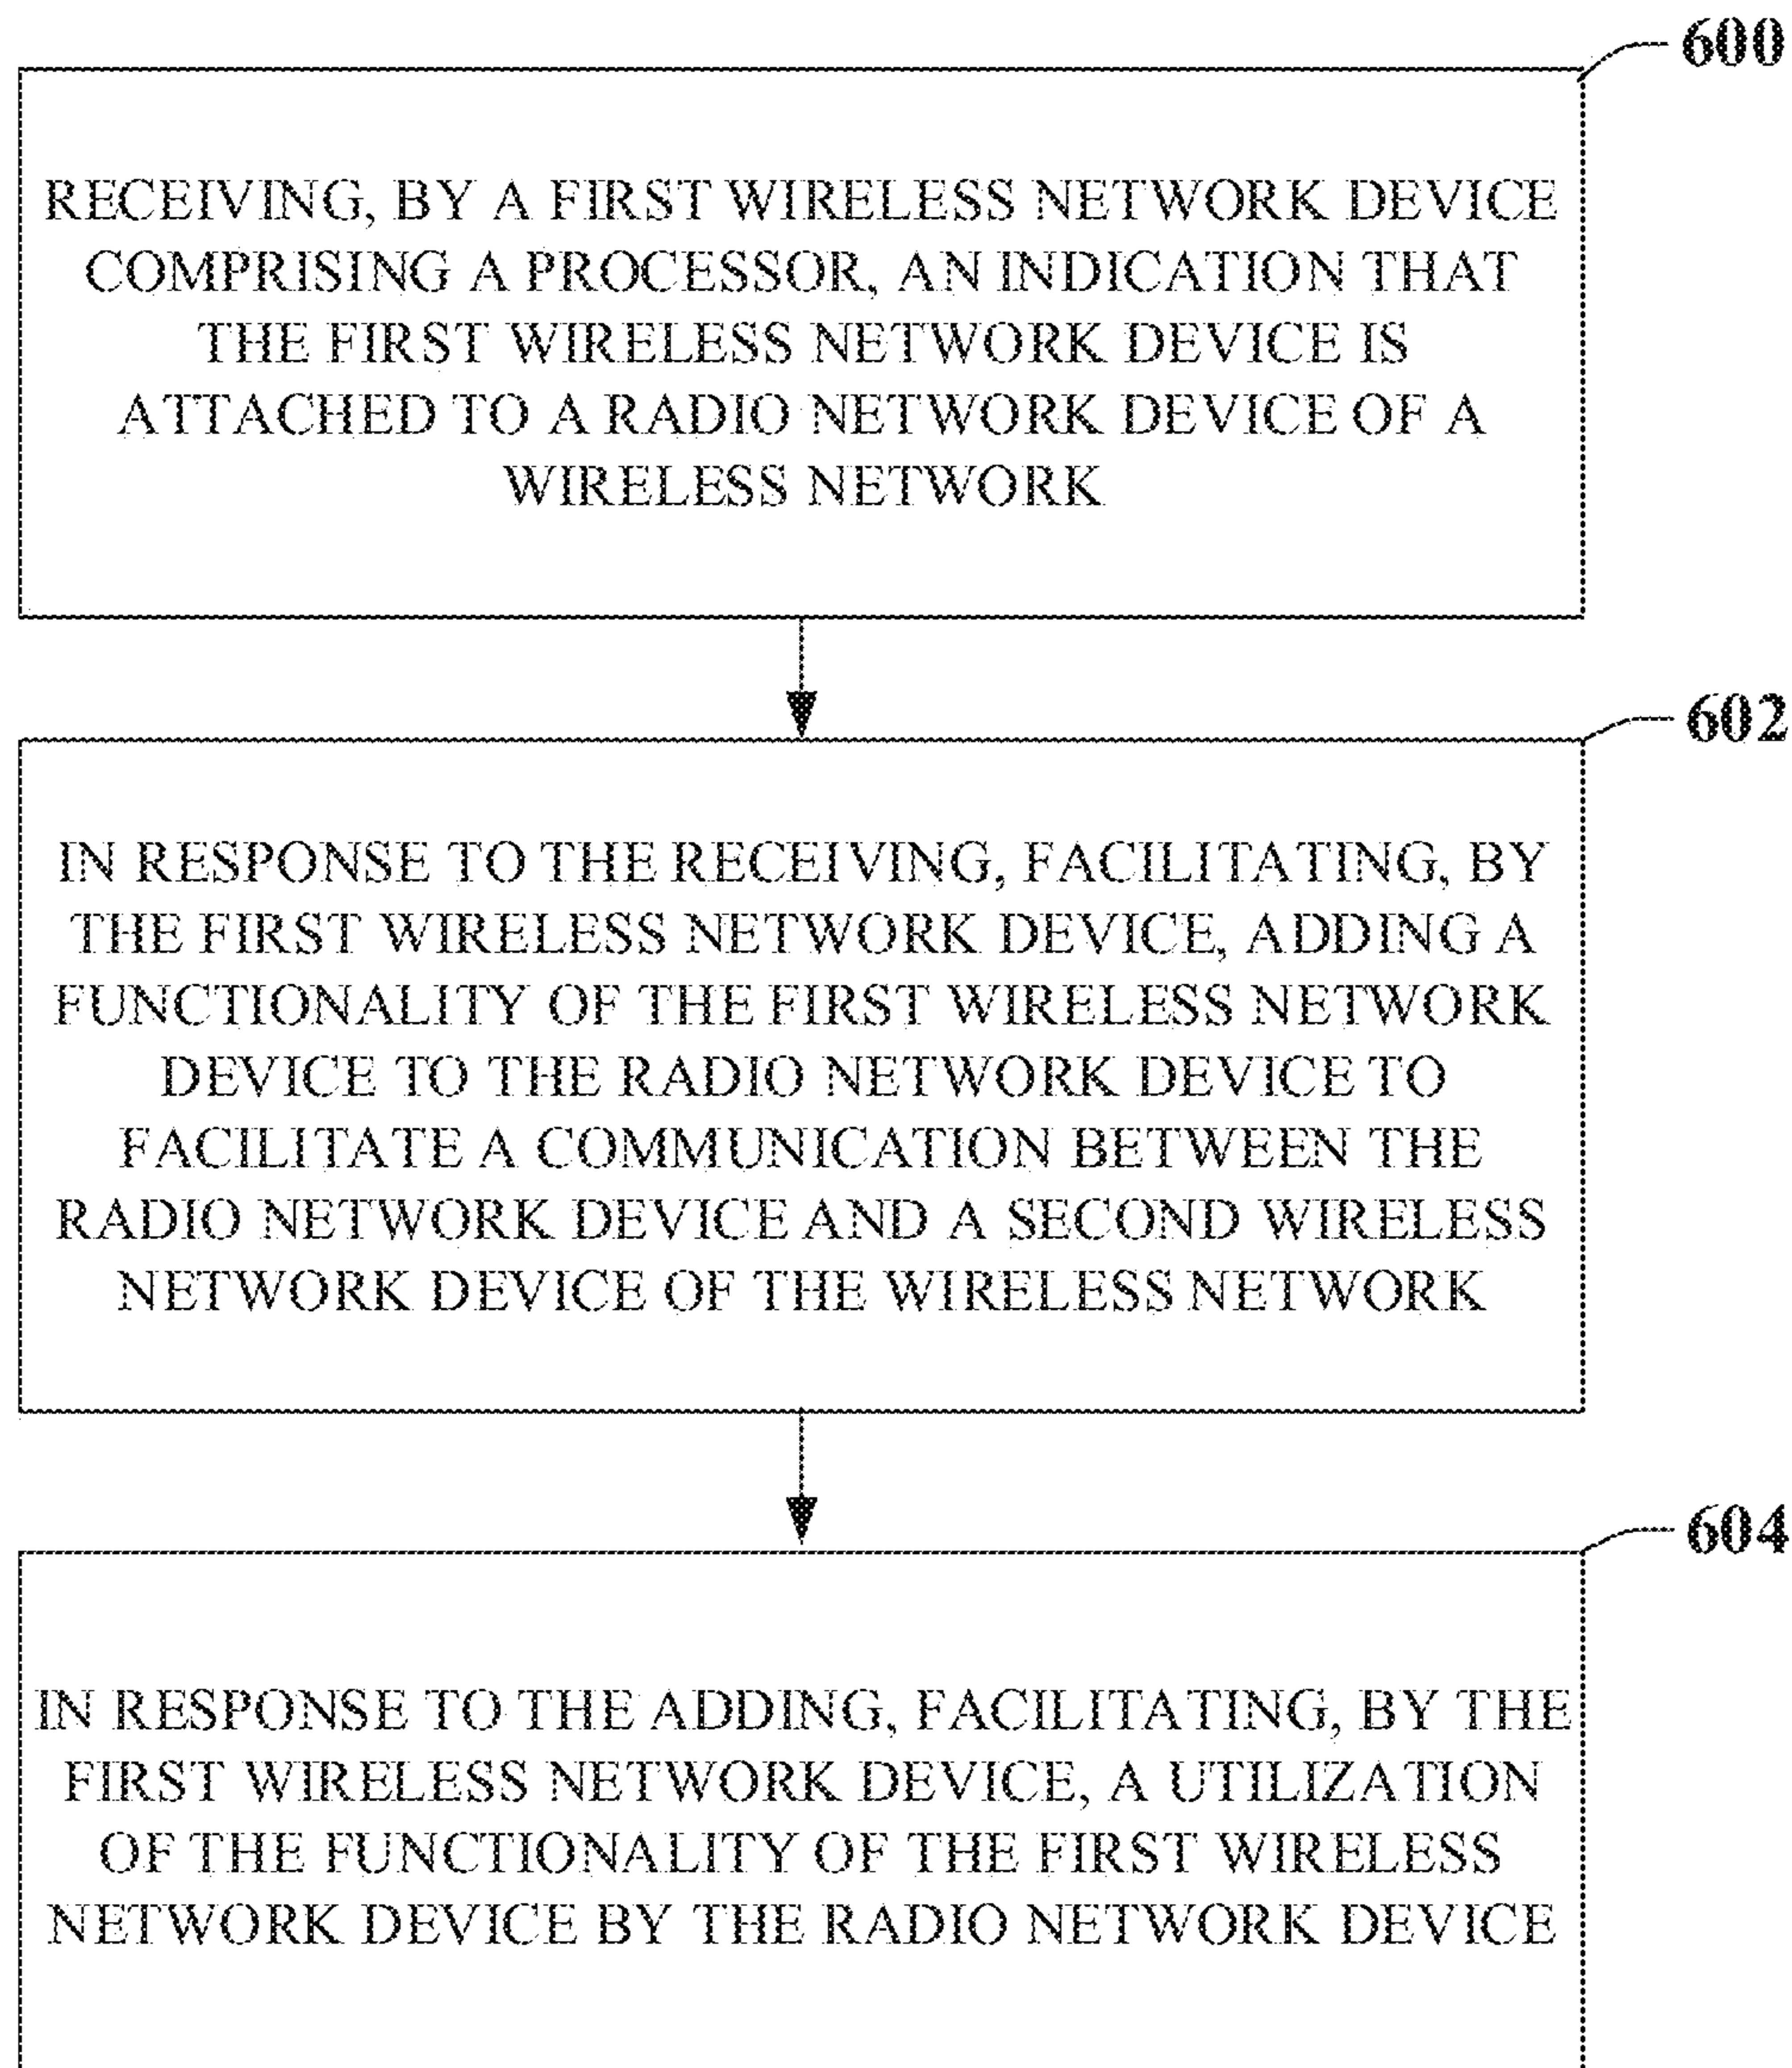 600
RECEIVING, BY A FIRST WIRELESS NETWORK DEVICE
COMPRISING A PROCESSOR, AN INDICATION THAT
THE FIRST WIRELESS NETWORK DEVICE IS
ATTACHED TO A RADIO NETWORK DEVICE OF A
WIRELESS NETWORK
602
IN RESPONSE TO THE RECEIVING, FACILITATING, BY
THE FIRST WIRELESS NETWORK DEVICE, ADDING A
FUNCTIONALITY OF THE FIRST WIRELESS NETWORK
DEVICE TO THE RADIO NETWORK DEVICE TO
FACILITATE A COMMUNICATION BETWEEN THE
RADIO NETWORK DEVICE AND A SECOND WIRELESS
NETWORK DEVICE OF THE WIRELESS NETWORK
604
IN RESPONSE TO THE ADDING, FACILITATING, BY THE
FIRST WIRELESS NETWORK DEVICE, A UTILIZATION
OF THE FUNCTIONALITY OF THE FIRST WIRELESS
NETWORK DEVICE BY THE RADIO NETWORK DEVICE